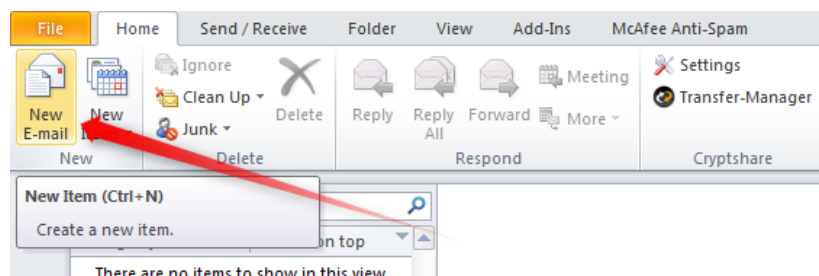 File Home Send / Receive Folder View Add-Ins McAfee Anti-Spam
Ignore
Clean Up
Junk
Delete
New
E-mail
New
Reply
Reply
All
Forward
Meeting
More
Settings
Transfer-Manager
New Delete Respond Cryptshare
New Item (Ctrl+N)
Create a new item.
on top
There are no items to show in this view.